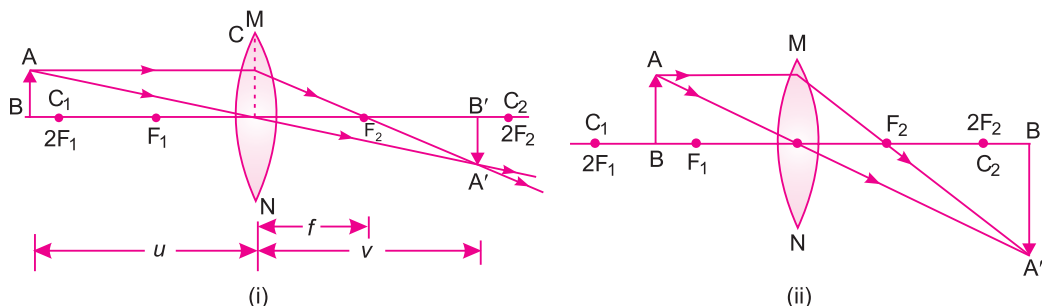 M
C
A
B
C₁
2F₁
F₁
F₂
B′
C₂
2F₂
A′
N
f
u
v
(i)
M
A
C₁
2F₁
B
F₁
F₂
2F₂
C₂
B
N
A′
(ii)